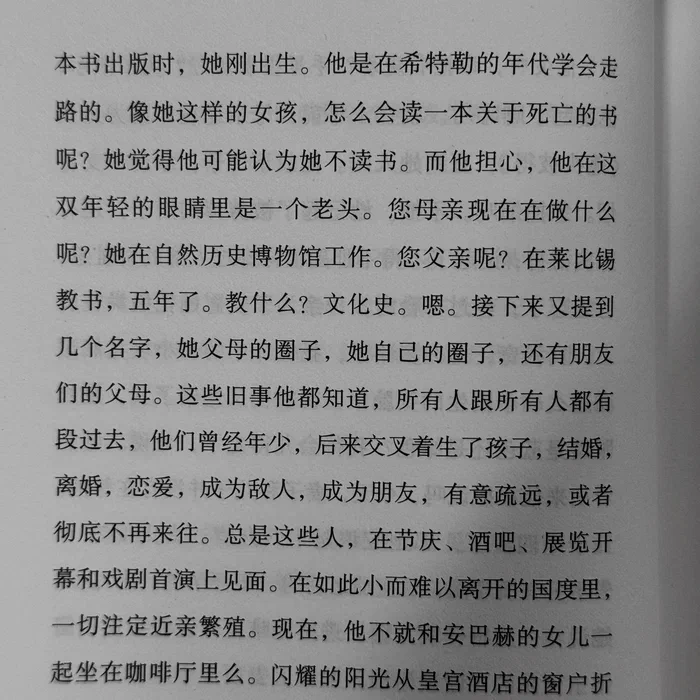 本书出版时，她刚出生。他是在希特勒的年代学会走
路的。像她这样的女孩，怎么会读一本关于死亡的书
呢？她觉得他可能认为她不读书。而他担心，他在这
双年轻的眼睛里是一个老头。您母亲现在在做什么
呢？她在自然历史博物馆工作。您父亲呢？在莱比锡
教书，五年了。教什么？文化史。嗯。接下来又提到
几个名字，她父母的圈子，她自己的圈子，还有朋友
们的父母。这些旧事他都知道，所有人跟所有人都有
段过去，他们曾经年少，后来交叉着生了孩子，结婚，
离婚，恋爱，成为敌人，成为朋友，有意疏远，或者
彻底不再来往。总是这些人，在节庆、酒吧、展览开
幕和戏剧首演上见面。在如此小而难以离开的国度里，
一切注定近亲繁殖。现在，他不就和安巴赫的女儿一
起坐在咖啡厅里么。闪耀的阳光从皇宫酒店的窗户折